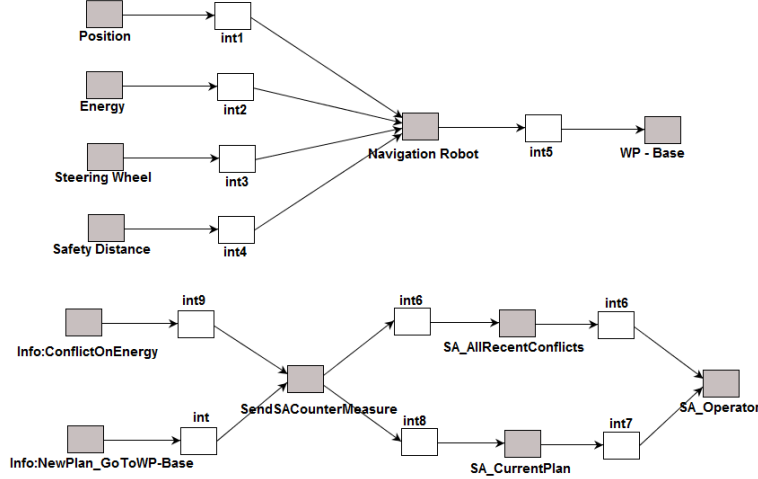 Position
int1
Energy
int2
Navigation Robot
int5
WP - Base
Steering Wheel
int3
Safety Distance
int4
int9
int6
int6
Info:ConflictOnEnergy
SA_AllRecentConflicts
SendSACounterMeasure
SA_Operator
int
int8
int7
Info:NewPlan_GoToWP-Base
SA_CurrentPlan